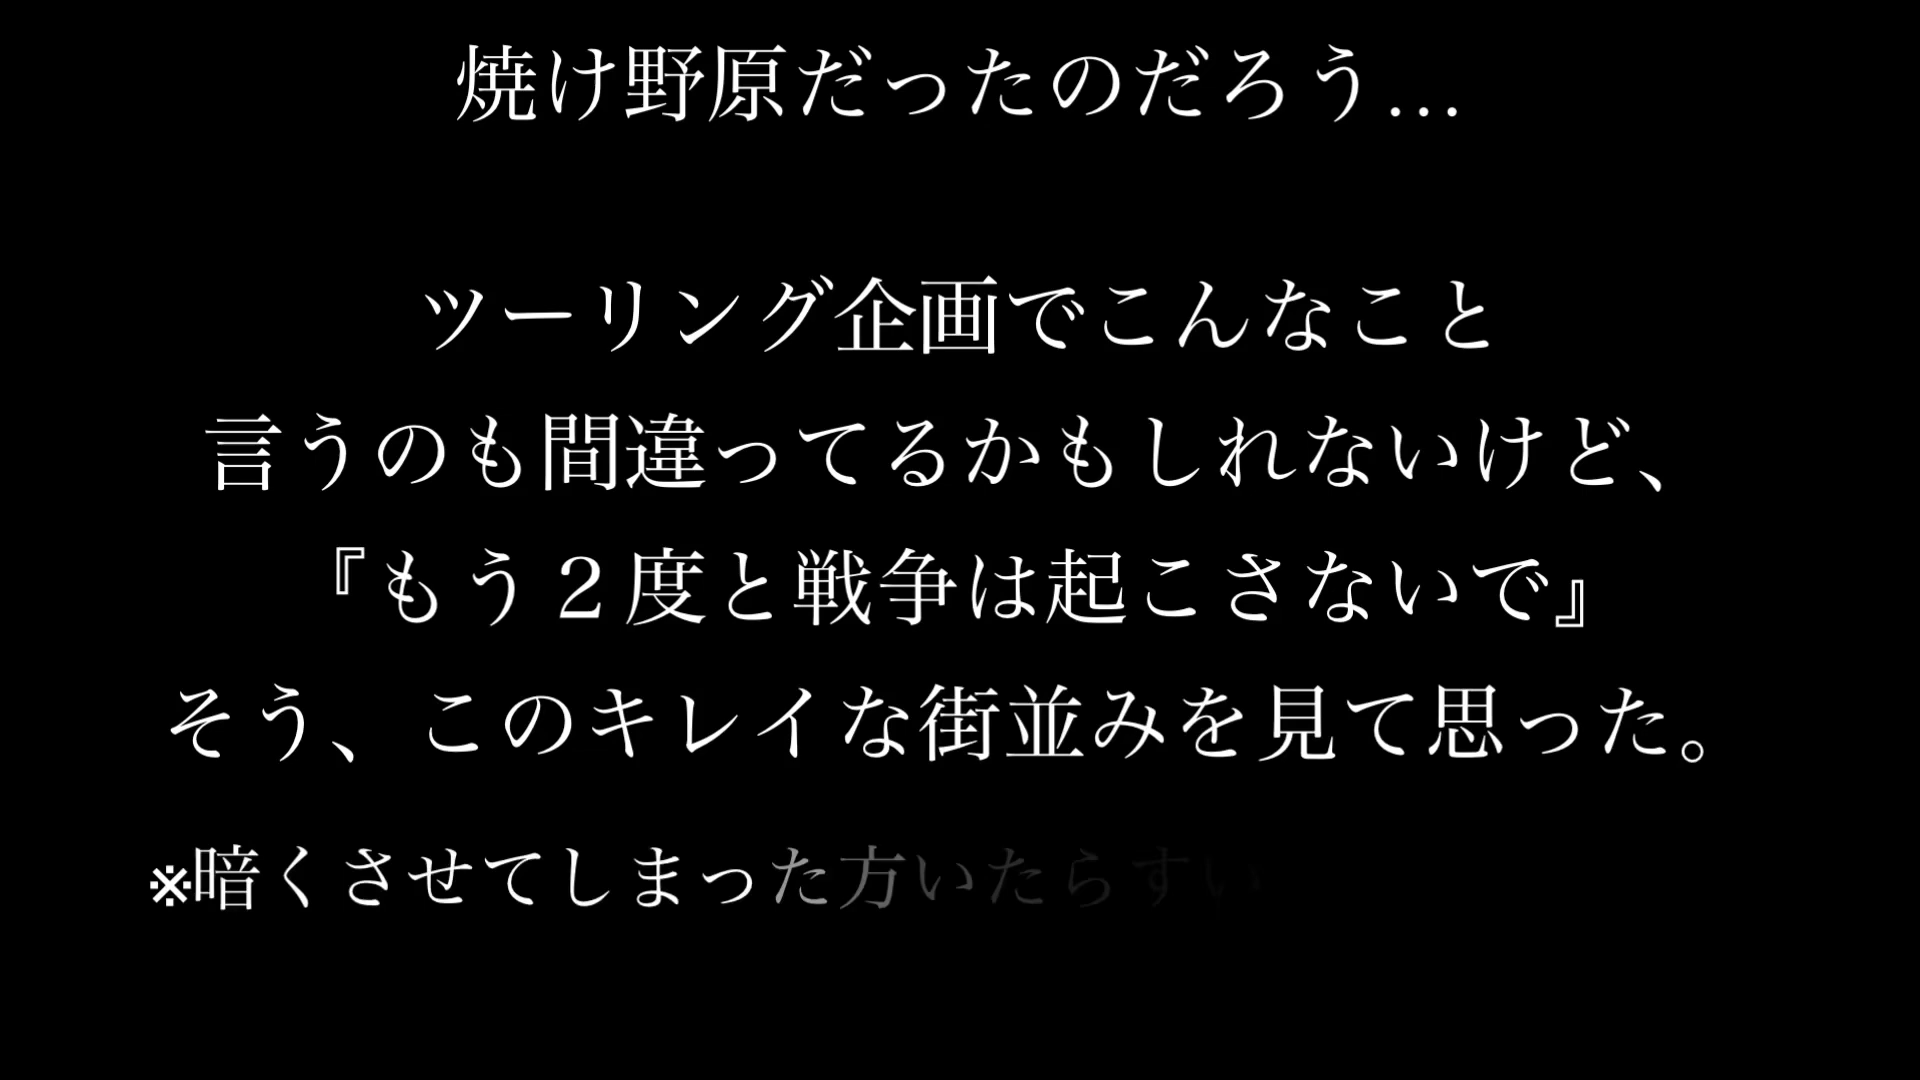 焼け野原だったのだろう…
ツーリング企画でこんなこと
言うのも間違ってるかもしれないけど、
『もう２度と戦争は起こさないで』
そう、このキレイな街並みを見て思った。
※暗くさせてしまった方いたらすい